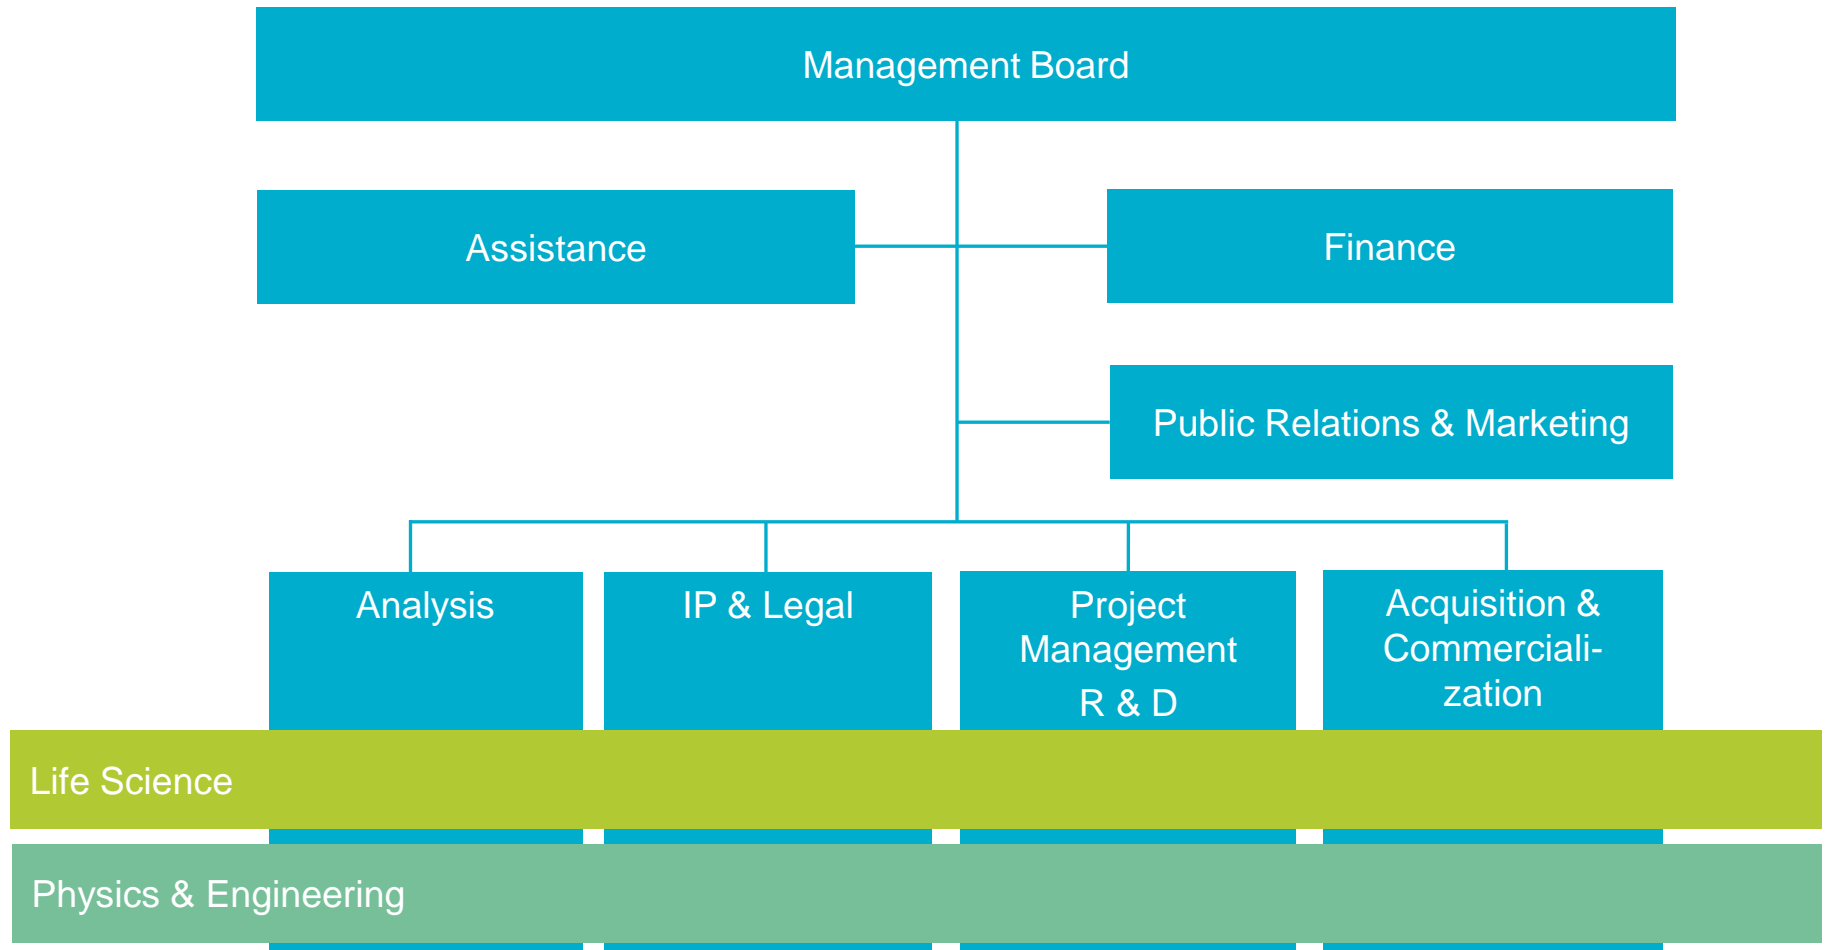 Management Board
Assistance
Finance
Public Relations & Marketing
Analysis
IP & Legal
Project
Management
R & D
Acquisition &
Commerciali-
zation
Life Science
Physics & Engineering